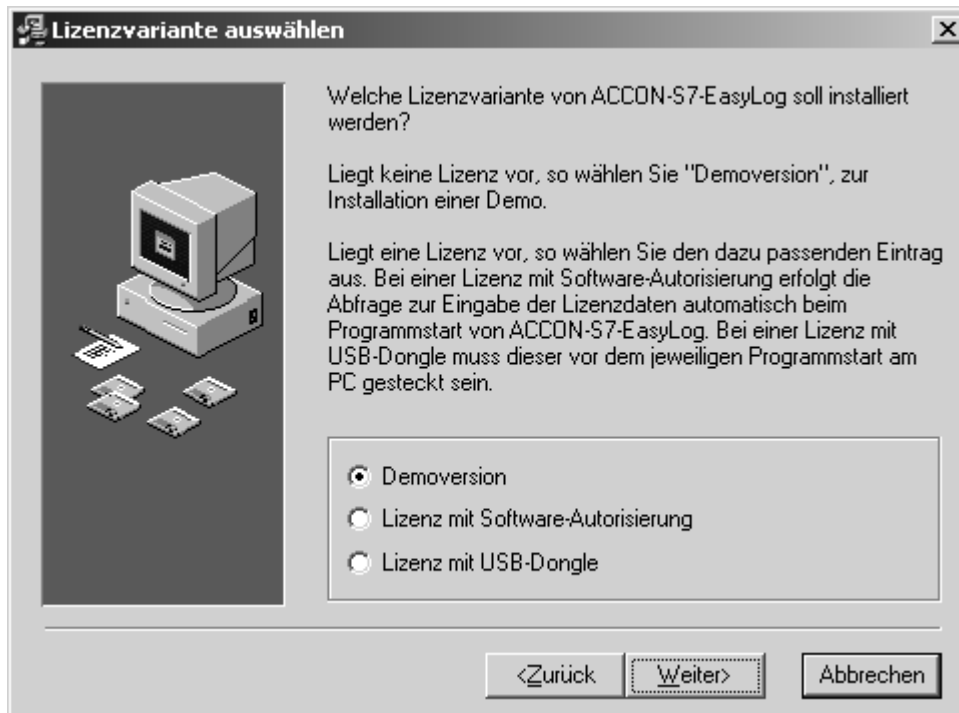 Lizenzvariante auswählen
Welche Lizenzvariante von ACCON-S7-EasyLog soll installiert
werden?
Liegt keine Lizenz vor, so wählen Sie "Demoversion", zur
Installation einer Demo.
Liegt eine Lizenz vor, so wählen Sie den dazu passenden Eintrag
aus. Bei einer Lizenz mit Software-Autorisierung erfolgt die
Abfrage zur Eingabe der Lizenzdaten automatisch beim
Programmstart von ACCON-S7-EasyLog. Bei einer Lizenz mit
USB-Dongle muss dieser vor dem jeweiligen Programmstart am
PC gesteckt sein.
Demoversion
Lizenz mit Software-Autorisierung
Lizenz mit USB-Dongle
<Zurück
Weiter>
Abbrechen